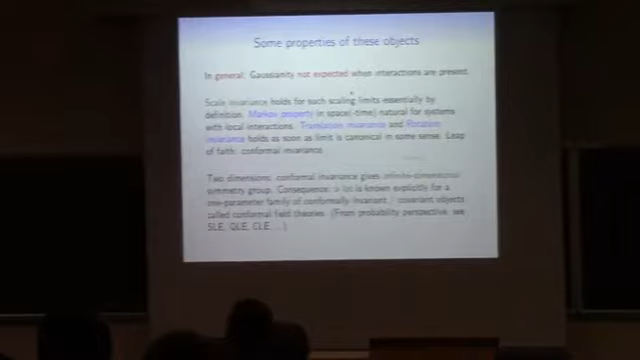 Some properties of these objects
In general: Gaussianity not expected when interactions are present.
Scale invariance holds for such scaling limits essentially by
definition. Markov property in space(-time) natural for systems
with local interactions. Translation invariance and Rotation
invariance holds as soon as limit is canonical in some sense. Leap
of faith: conformal invariance.
Two dimensions: conformal invariance gives infinite-dimensional
symmetry group. Consequence: a lot is known explicitly for a
one-parameter family of conformally invariant / covariant objects
called conformal field theories. (From probability perspective, see
SLE, QLE, CLE ...)